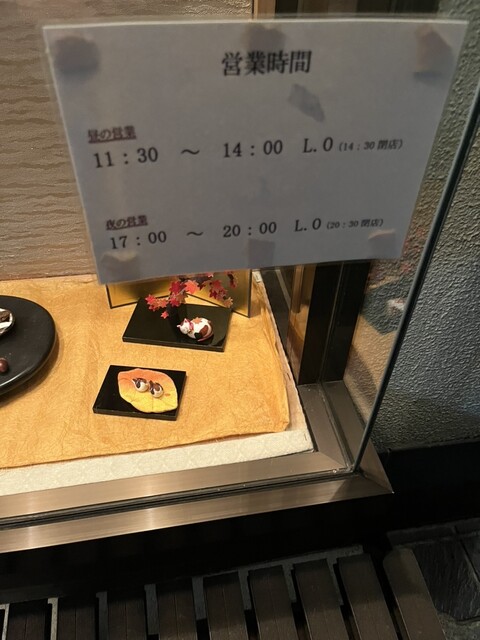 営業時間
昼の営業
11：30 ～ 14：00 L.O（14：30閉店）
夜の営業
17：00 ～ 20：00 L.O（20：30閉店）